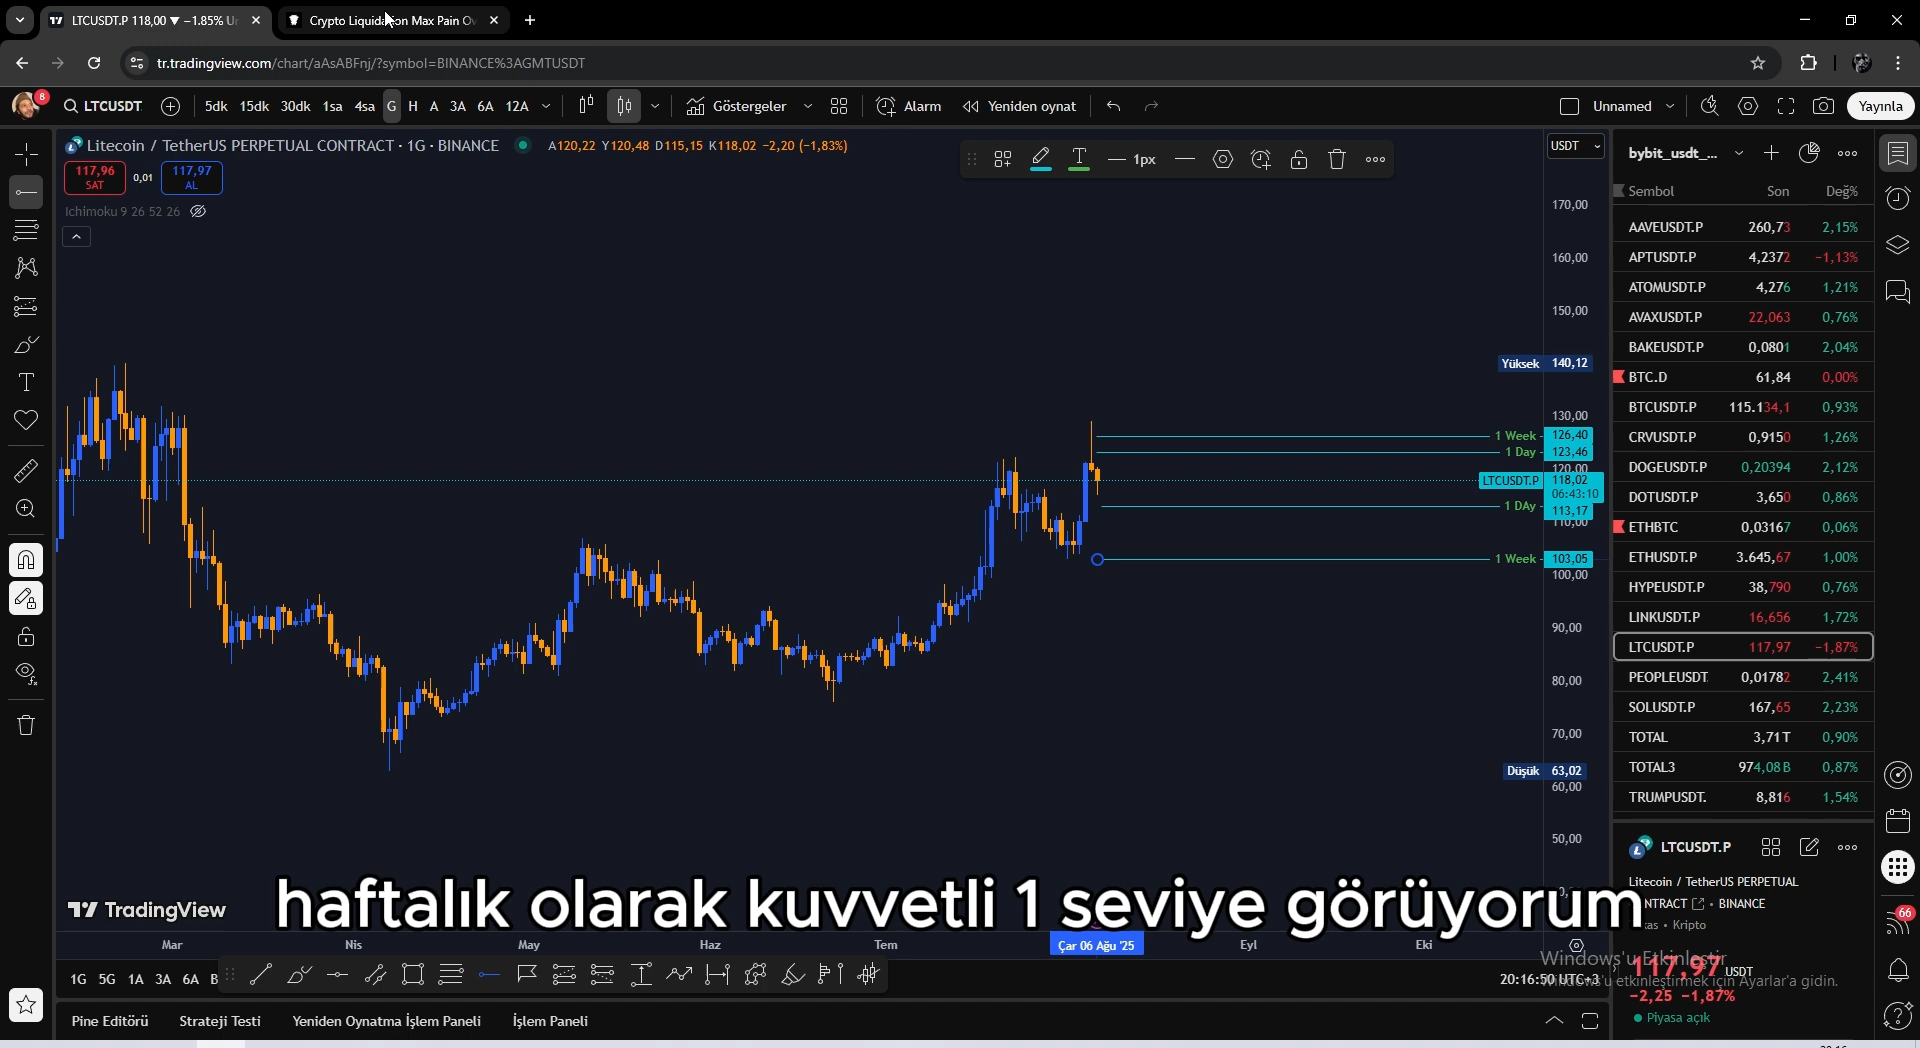 LTCUSDT.P 118,00 ▼ −1.85% Ur
Crypto Liquidation Max Pain Ov
tr.tradingview.com/chart/aAsABFnj/?symbol=BINANCE%3AGMTUSDT
8
LTCUSDT
5dk 15dk 30dk 1sa 4sa G H A 3A 6A 12A
Göstergeler
Alarm
Yeniden oynat
Unnamed
Yayınla
Litecoin / TetherUS PERPETUAL CONTRACT · 1G · BINANCE
A120,22 Y120,48 D115,15 K118,02 −2,20 (−1,83%)
117,96
SAT
0,01
117,97
AL
Ichimoku 9 26 52 26
1px
USDT
170,00
160,00
150,00
Yüksek 140,12
130,00
1 Week 126,40
1 Day 123,46
120,00
LTCUSDT.P 118,02
06:43:10
1 DAy 113,17
110,00
1 Week 103,05
100,00
90,00
80,00
70,00
Düşük 63,02
60,00
50,00
bybit_usdt_...
Sembol Son Değ%
AAVEUSDT.P 260,73 2,15%
APTUSDT.P 4,2372 −1,13%
ATOMUSDT.P 4,276 1,21%
AVAXUSDT.P 22,063 0,76%
BAKEUSDT.P 0,0801 2,04%
BTC.D 61,84 0,00%
BTCUSDT.P 115.134,1 0,93%
CRVUSDT.P 0,9150 1,26%
DOGEUSDT.P 0,20394 2,12%
DOTUSDT.P 3,650 0,86%
ETHBTC 0,03167 0,06%
ETHUSDT.P 3.645,67 1,00%
HYPEUSDT.P 38,790 0,76%
LINKUSDT.P 16,656 1,72%
LTCUSDT.P 117,97 −1,87%
PEOPLEUSDT. 0,01782 2,41%
SOLUSDT.P 167,65 2,23%
TOTAL 3,71 T 0,90%
TOTAL3 974,08 B 0,87%
TRUMPUSDT. 8,816 1,54%
LTCUSDT.P
Litecoin / TetherUS PERPETUAL
NTRACT · BINANCE
· Kripto
66
117,97 USDT
−2,25 −1,87%
Piyasa açık
TradingView
haftalık olarak kuvvetli 1 seviye görüyorum
Mar Nis May Haz Tem Çar 06 Ağu '25 Eyl Eki
Windows'u Etkinleştir
Windows'u etkinleştirmek için Ayarlar'a gidin.
1G 5G 1A 3A 6A B
20:16:50 UTC+3
Pine Editörü Strateji Testi Yeniden Oynatma İşlem Paneli İşlem Paneli